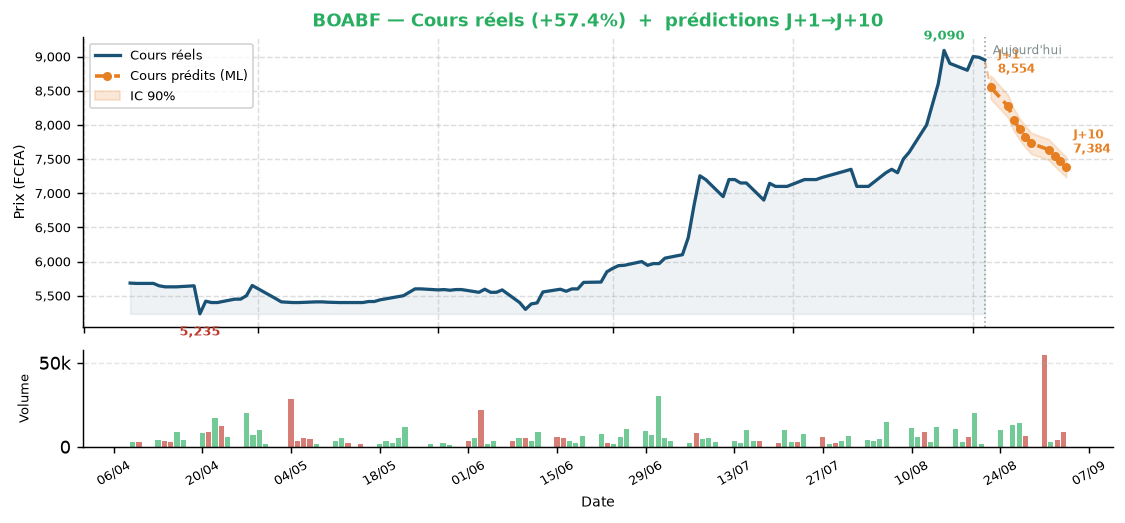 BOABF — Cours réels (+57.4%)  +  prédictions J+1→J+10
Cours réels
Cours prédits (ML)
IC 90%
9,090
Aujourd'hui
J+1
8,554
J+10
7,384
5,235
Prix (FCFA)
9,000
8,500
8,000
7,500
7,000
6,500
6,000
5,500
Volume
50k
0
06/04
20/04
04/05
18/05
01/06
15/06
29/06
13/07
27/07
10/08
24/08
07/09
Date